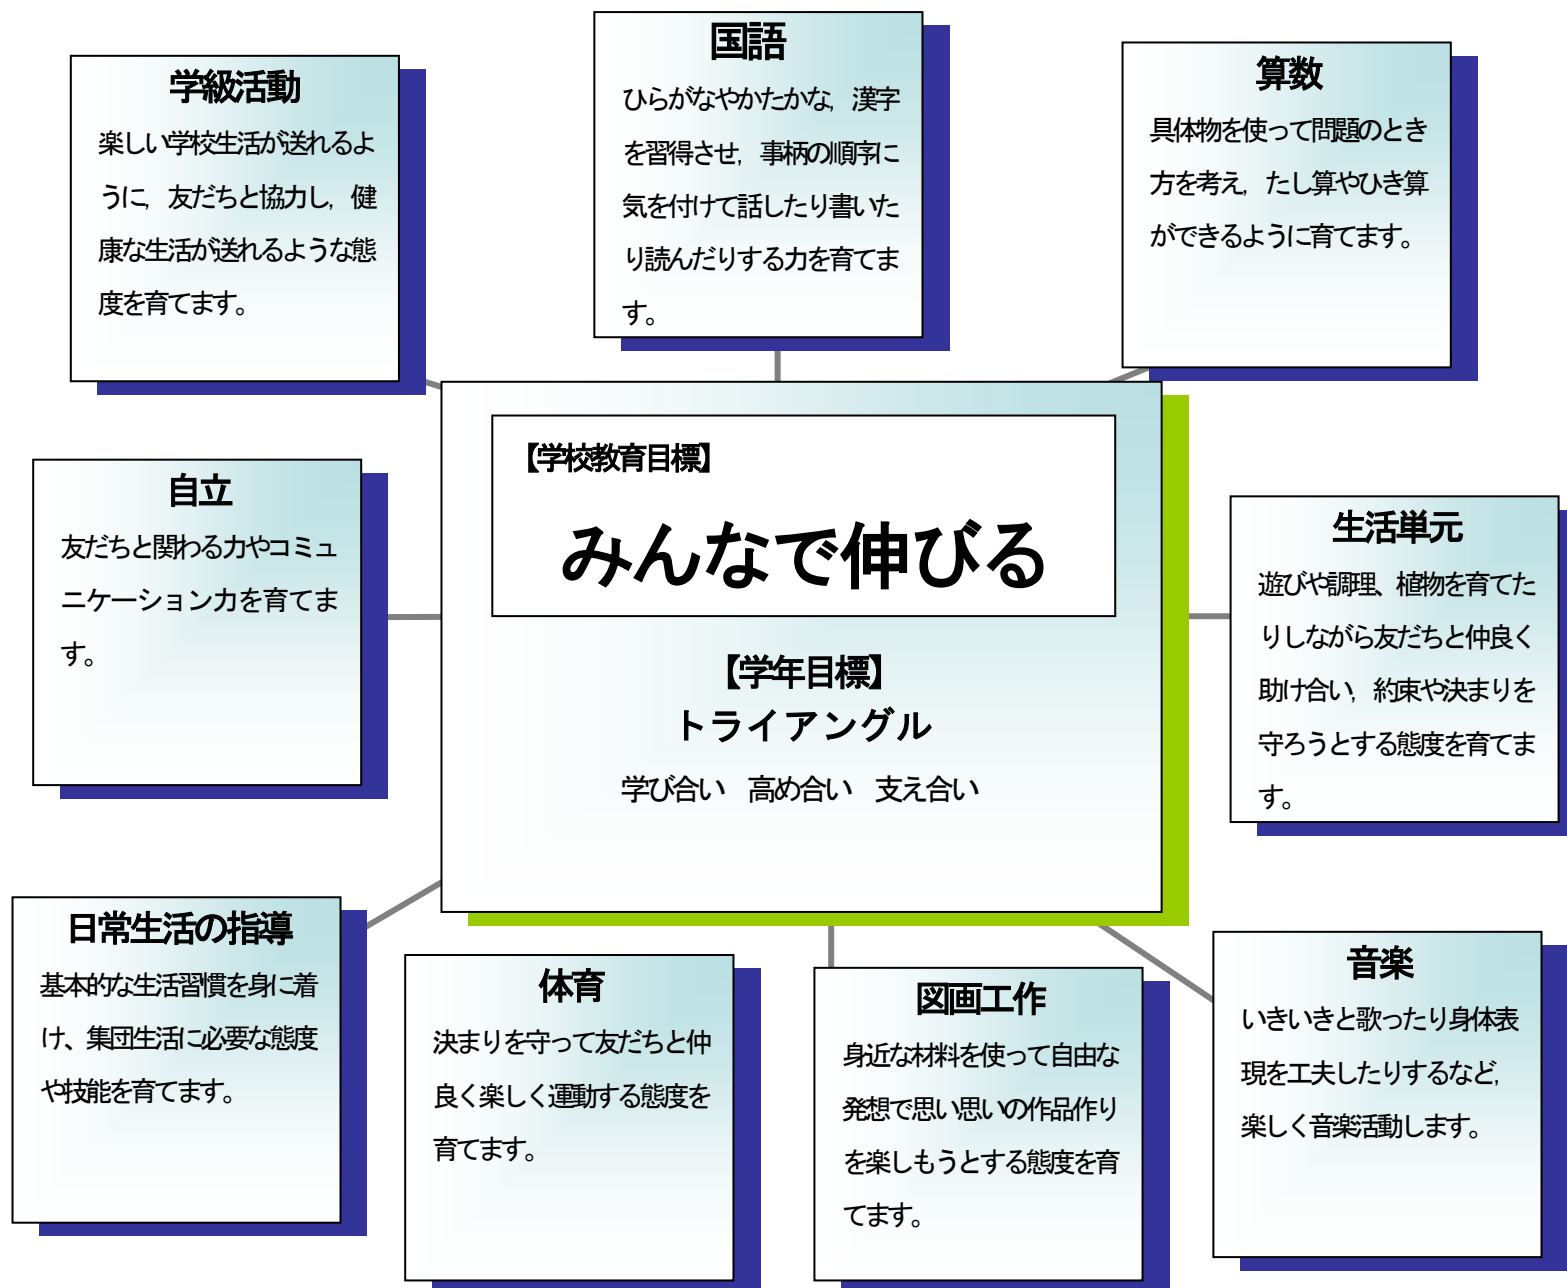 学級活動
楽しい学校生活が送れるよ
うに，友だちと協力し，健
康な生活が送れるような態
度を育てます。
国語
ひらがなやかたかな，漢字
を習得させ，事柄の順序に
気を付けて話したり書いた
り読んだりする力を育てま
す。
算数
具体物を使って問題のとき
方を考え，たし算やひき算
ができるように育てます。
【学校教育目標】
みんなで伸びる
【学年目標】
トライアングル
学び合い　高め合い　支え合い
自立
友だちと関わる力やコミュ
ニケーション力を育てま
す。
生活単元
遊びや調理、植物を育てた
りしながら友だちと仲良く
助け合い，約束や決まりを
守ろうとする態度を育てま
す。
日常生活の指導
基本的な生活習慣を身に着
け、集団生活に必要な態度
や技能を育てます。
体育
決まりを守って友だちと仲
良く楽しく運動する態度を
育てます。
図画工作
身近な材料を使って自由な
発想で思い思いの作品作り
を楽しもうとする態度を育
てます。
音楽
いきいきと歌ったり身体表
現を工夫したりするなど，
楽しく音楽活動します。